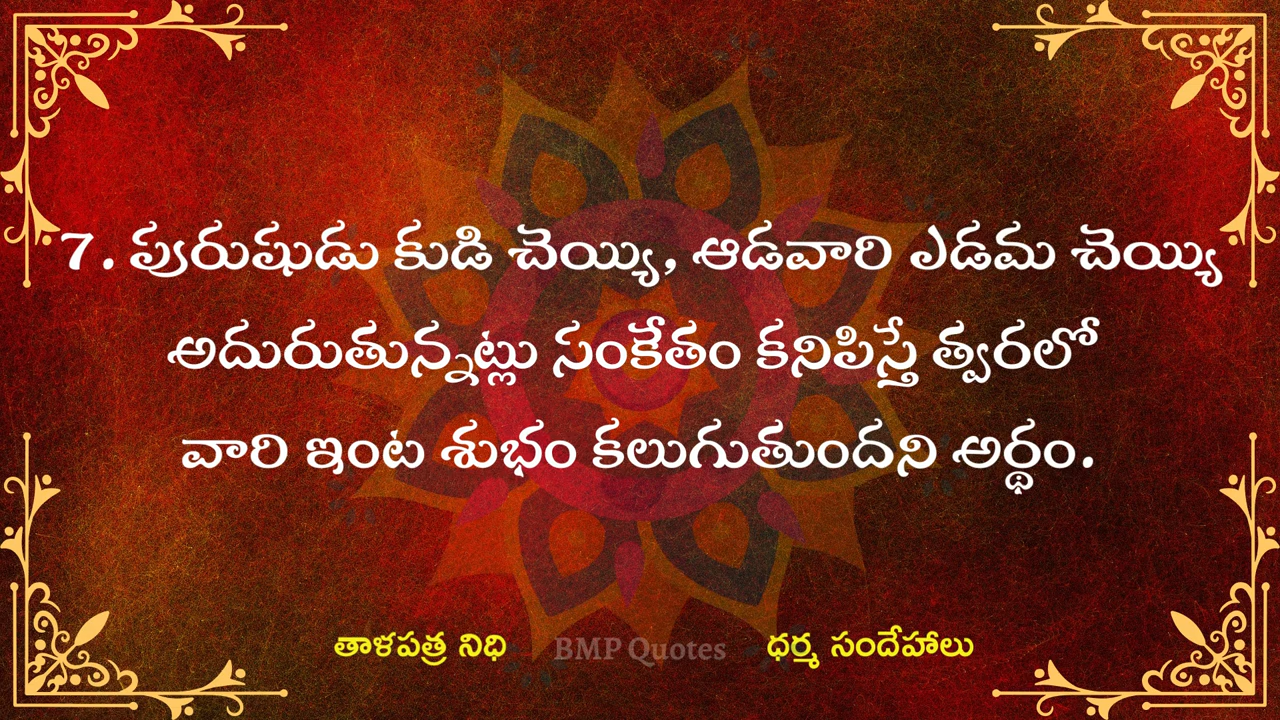 7. పురుషుడు కుడి చెయ్యి, ఆడవారి ఎడమ చెయ్యి
అదురుతున్నట్లు సంకేతం కనిపిస్తే త్వరలో
వారి ఇంట శుభం కలుగుతుందని అర్థం.
తాళపత్ర నిధి BMP Quotes ధర్మ సందేహాలు